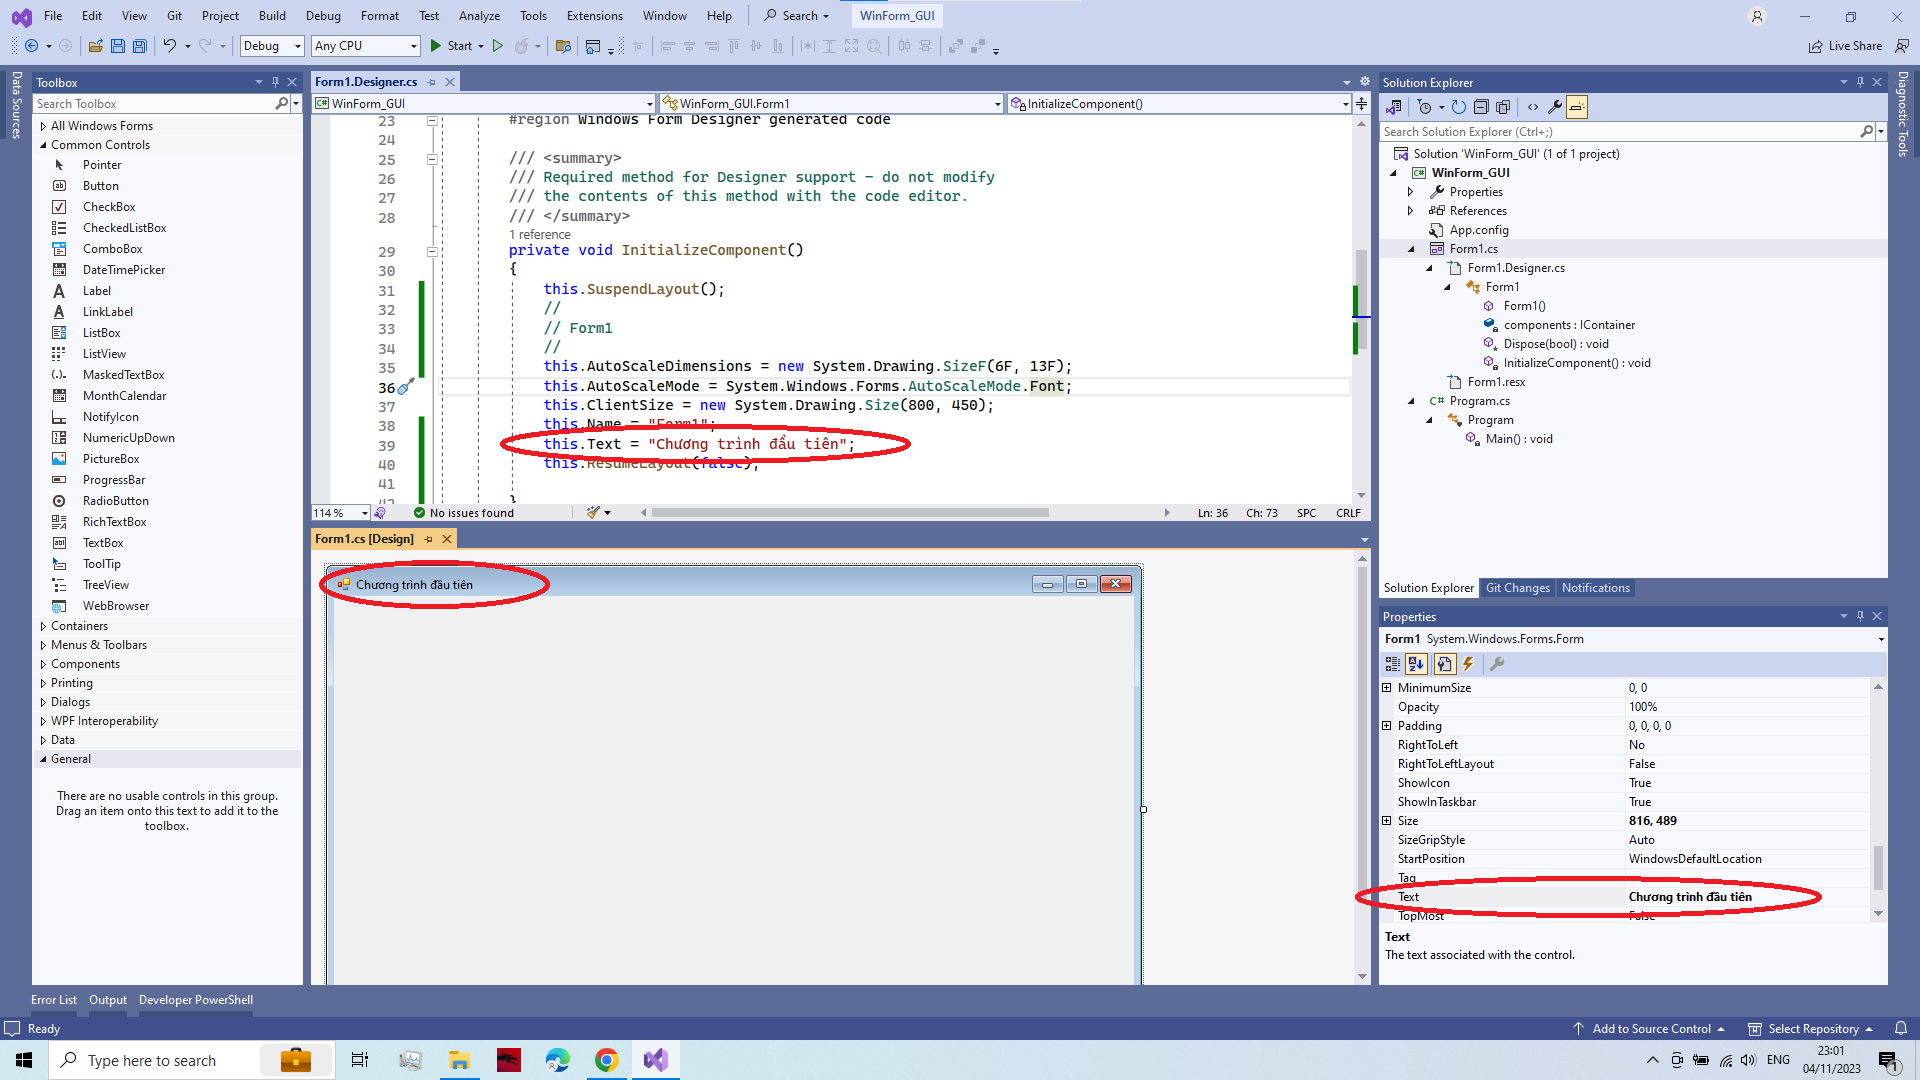 File Edit View Git Project Build Debug Format Test Analyze Tools Extensions Window Help Search WinForm_GUI
Debug Any CPU Start Live Share
Data Sources
Toolbox
Search Toolbox
All Windows Forms
Common Controls
Pointer
Button
CheckBox
CheckedListBox
ComboBox
DateTimePicker
Label
LinkLabel
ListBox
ListView
MaskedTextBox
MonthCalendar
NotifyIcon
NumericUpDown
PictureBox
ProgressBar
RadioButton
RichTextBox
TextBox
ToolTip
TreeView
WebBrowser
Containers
Menus & Toolbars
Components
Printing
Dialogs
WPF Interoperability
Data
General
There are no usable controls in this group.
Drag an item onto this text to add it to the
toolbox.
Form1.Designer.cs
WinForm_GUI WinForm_GUI.Form1 InitializeComponent()
23 #region Windows Form Designer generated code
24
25 /// <summary>
26 /// Required method for Designer support - do not modify
27 /// the contents of this method with the code editor.
28 /// </summary>
1 reference
29 private void InitializeComponent()
30 {
31 this.SuspendLayout();
32 //
33 // Form1
34 //
35 this.AutoScaleDimensions = new System.Drawing.SizeF(6F, 13F);
36 this.AutoScaleMode = System.Windows.Forms.AutoScaleMode.Font;
37 this.ClientSize = new System.Drawing.Size(800, 450);
38 this.Name = "Form1";
39 this.Text = "Chương trình đầu tiên";
40 this.ResumeLayout(false);
41
42 }
114 % No issues found Ln: 36 Ch: 73 SPC CRLF
Form1.cs [Design]
Chương trình đầu tiên
Solution Explorer
Search Solution Explorer (Ctrl+;)
Solution 'WinForm_GUI' (1 of 1 project)
WinForm_GUI
Properties
References
App.config
Form1.cs
Form1.Designer.cs
Form1
Form1()
components : IContainer
Dispose(bool) : void
InitializeComponent() : void
Form1.resx
C# Program.cs
Program
Main() : void
Solution Explorer Git Changes Notifications
Diagnostic Tools
Properties
Form1 System.Windows.Forms.Form
MinimumSize 0, 0
Opacity 100%
Padding 0, 0, 0, 0
RightToLeft No
RightToLeftLayout False
ShowIcon True
ShowInTaskbar True
Size 816, 489
SizeGripStyle Auto
StartPosition WindowsDefaultLocation
Tag
Text Chương trình đầu tiên
TopMost False
Text
The text associated with the control.
Error List Output Developer PowerShell
Ready Add to Source Control Select Repository
Type here to search ENG 23:01
04/11/2023 1